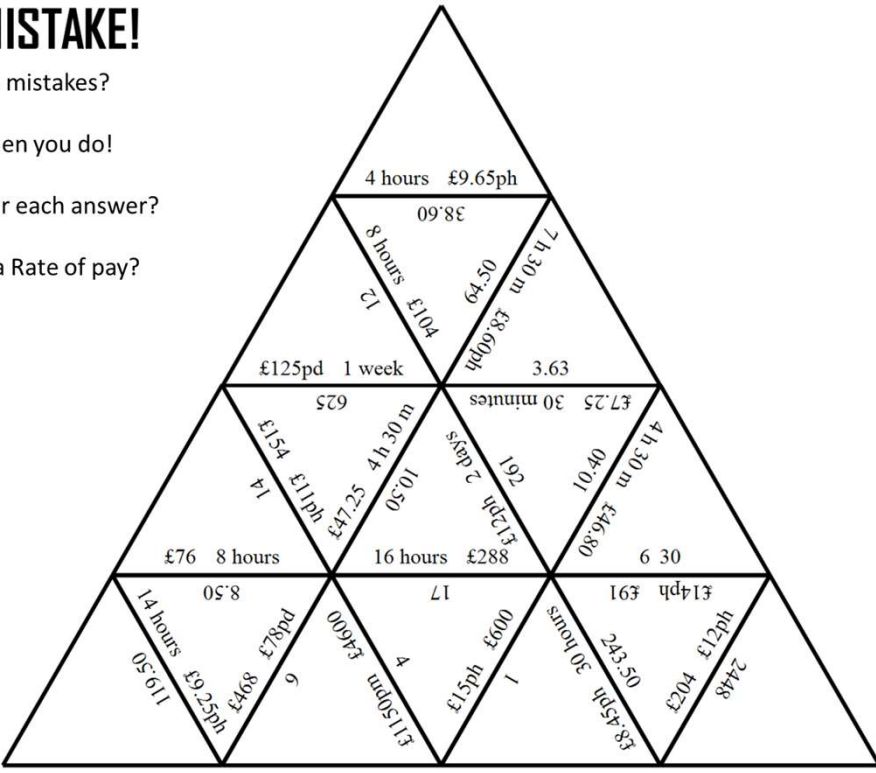 ISTAKE!
mistakes?
en you do!
r each answer?
a Rate of pay?
4 hours £9.65ph
38.60
8 hours £104
12
64.50
7 h 30 m £8.60ph
£125pd 1 week
625
3.63
£7.25 30 minutes
£154 £11ph
14
£47.25 4 h 30 m
10.50
£12ph 2 days
261
10.40
4 h 30 m £46.80
£76 8 hours
8.50
16 hours £288
17
6 30
£14ph £91
14 hours £9.25ph
119.50
£468 £78pd
6
£4600 £1150pm
4
£15ph £600
1
£8.45ph 30 hours
243.50
£204 £12ph
2448